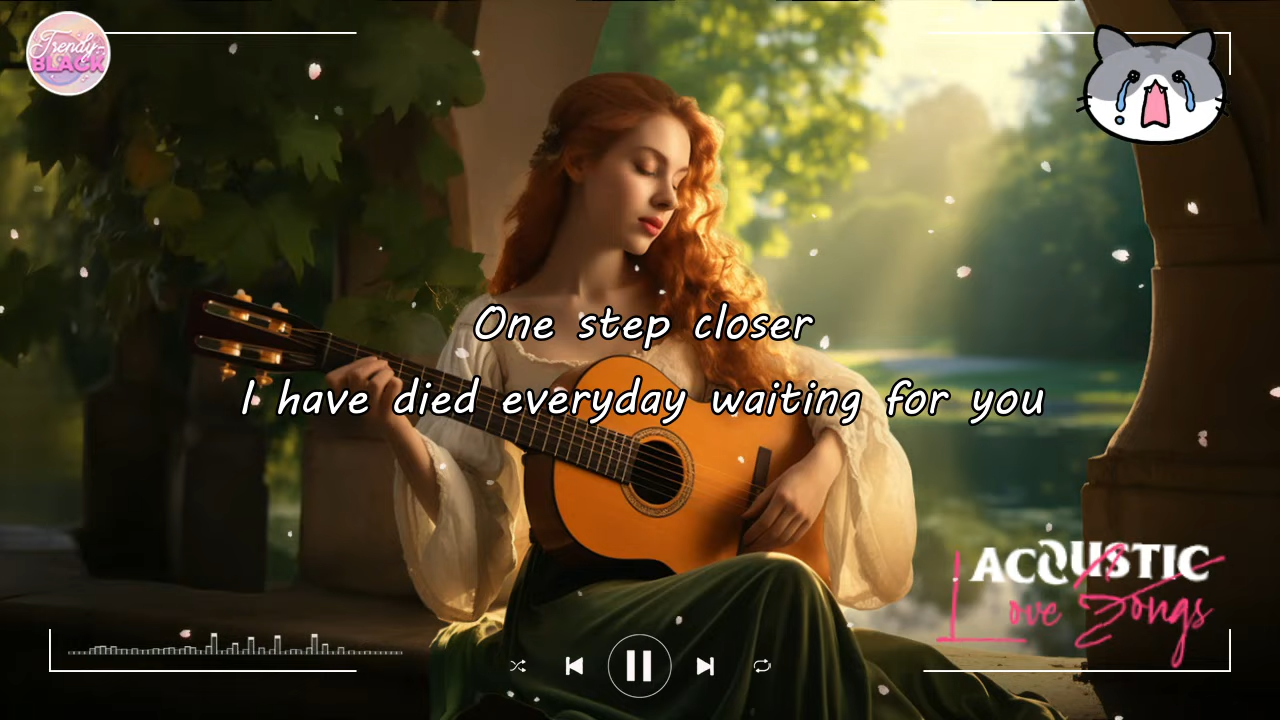 Trendy
BLACK
One step closer
I have died everyday waiting for you
ACOUSTIC
Love Songs